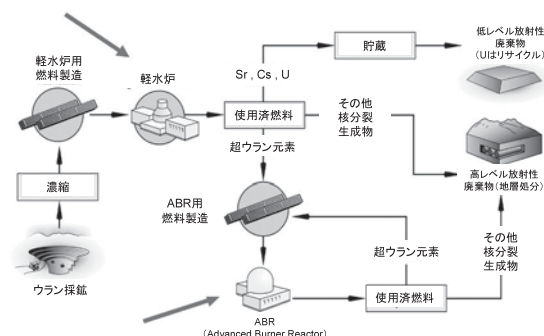 軽水炉用
燃料製造
軽水炉
Sr , Cs , U
貯蔵
低レベル放射性
廃棄物
(Uはリサイクル)
使用済燃料
その他
核分裂
生成物
超ウラン元素
高レベル放射性
廃棄物(地層処分)
濃縮
ABR用
燃料製造
ウラン採鉱
超ウラン元素
その他
核分裂
生成物
使用済燃料
ABR
(Advanced Burner Reactor)